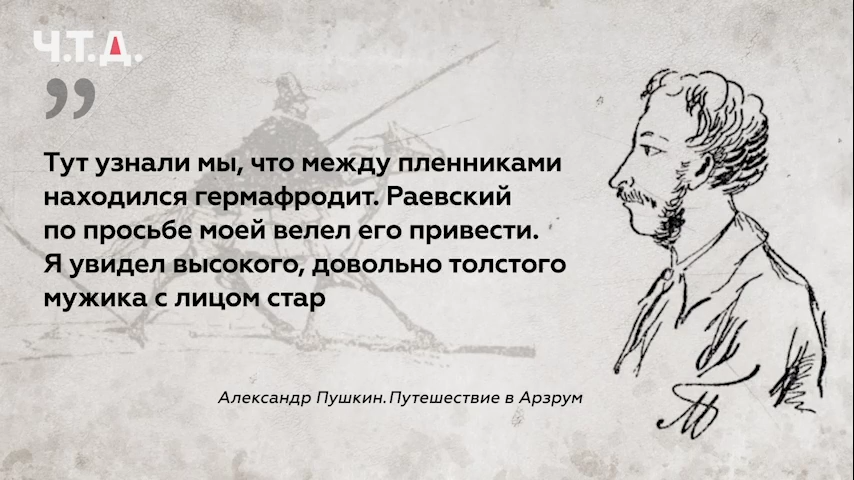 Ч.Т.Д.
”
Тут узнали мы, что между пленниками
находился гермафродит. Раевский
по просьбе моей велел его привести.
Я увидел высокого, довольно толстого
мужика с лицом стар
Александр Пушкин.Путешествие в Арзрум